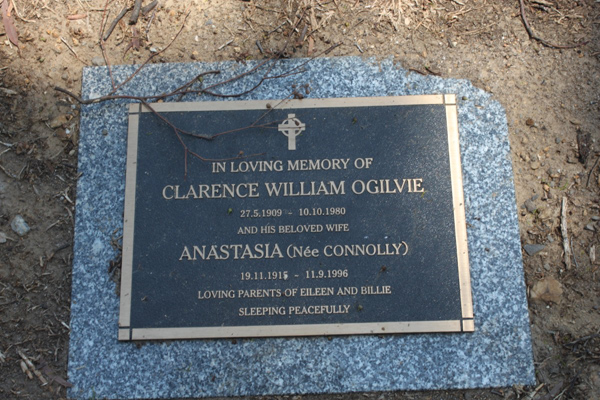 IN LOVING MEMORY OF
CLARENCE WILLIAM OGILVIE
27.5.1909 - 10.10.1980
AND HIS BELOVED WIFE
ANASTASIA (Née CONNOLLY)
19.11.1915 - 11.9.1996
LOVING PARENTS OF EILEEN AND BILLIE
SLEEPING PEACEFULLY